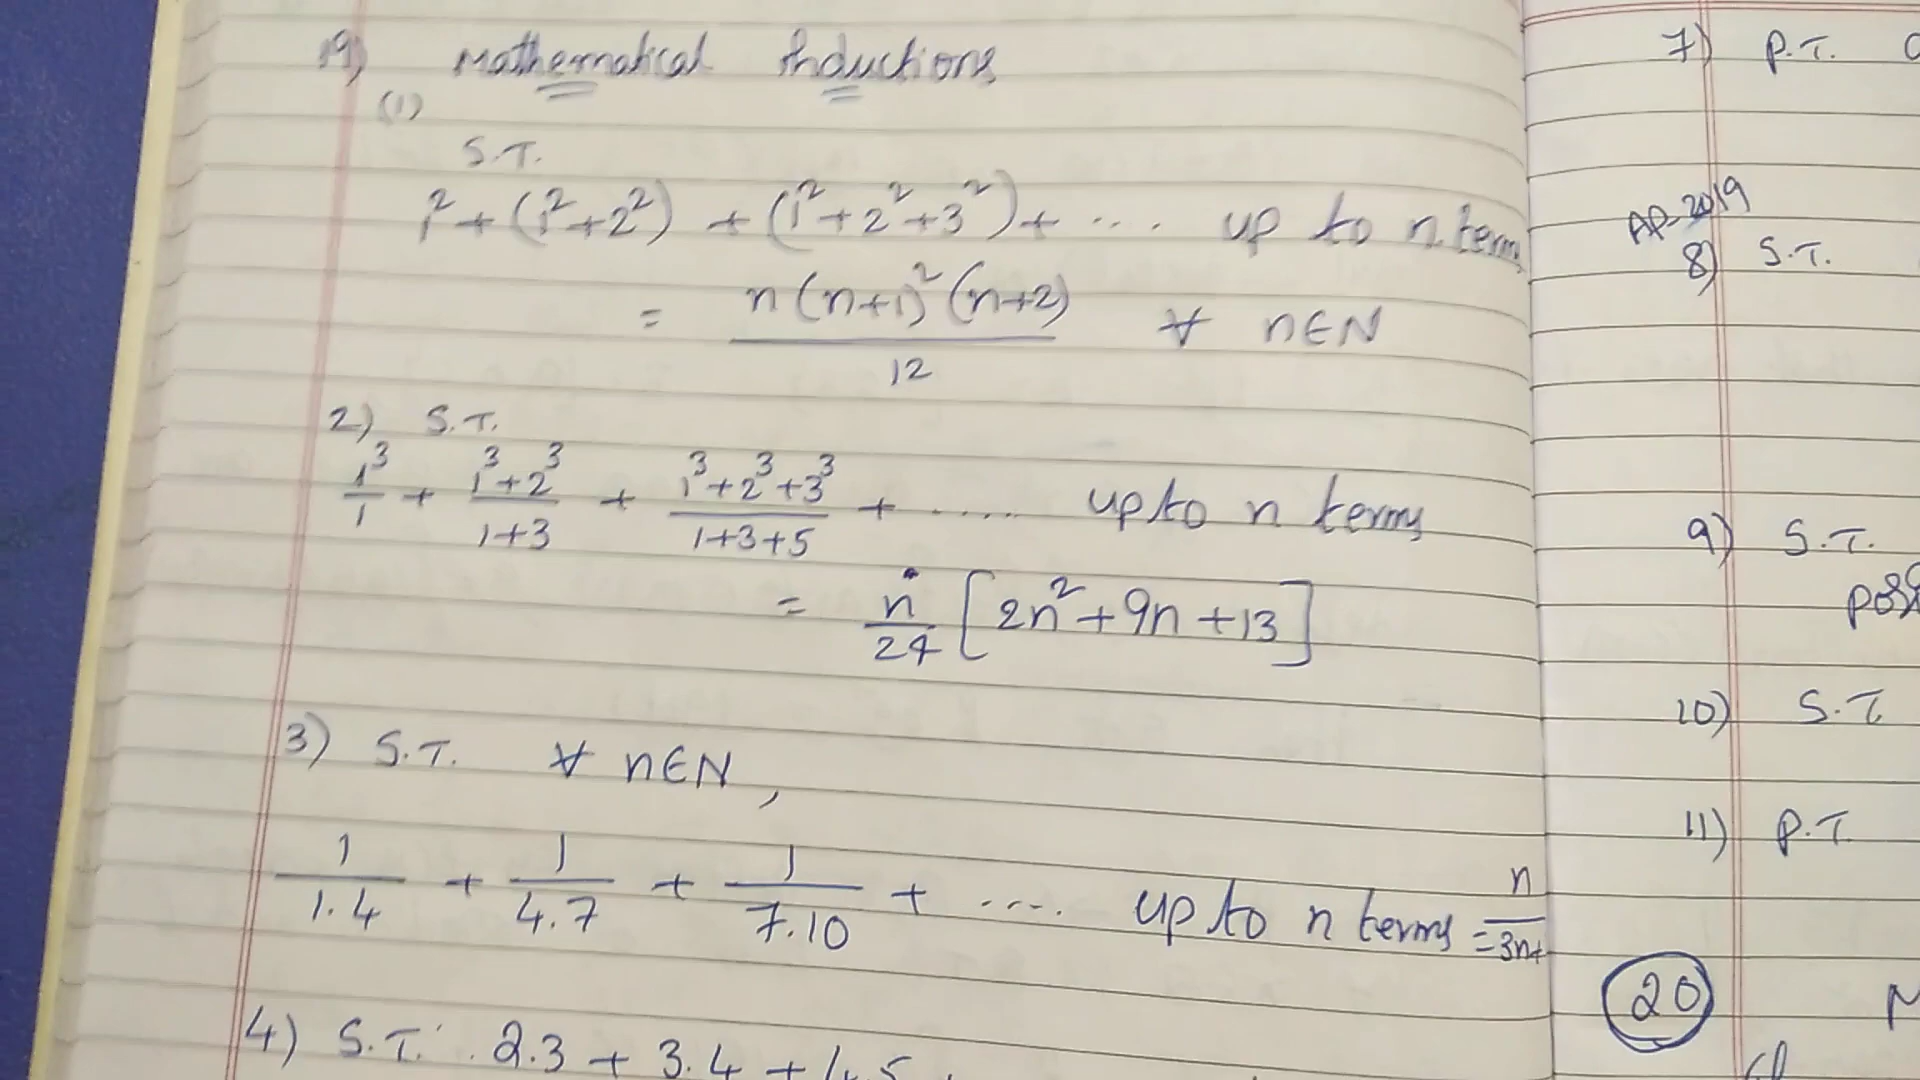 19) Mathematical Inductions
(1)
S.T.
1² + (1²+2²) + (1²+2²+3²) + .... up to n terms
= n(n+1)²(n+2) / 12 ∀ n∈N
2) S.T.
1³/1 + (1³+2³)/(1+3) + (1³+2³+3³)/(1+3+5) + ..... upto n terms
= n/24 [2n²+9n+13]
3) S.T. ∀ n∈N,
1/1.4 + 1/4.7 + 1/7.10 + ..... upto n terms = n/3n+
4) S.T. 2.3 + 3.4 + 4.5
7) P.T.
AP-2019
8) S.T.
9) S.T.
10) S.T
11) P.T
20